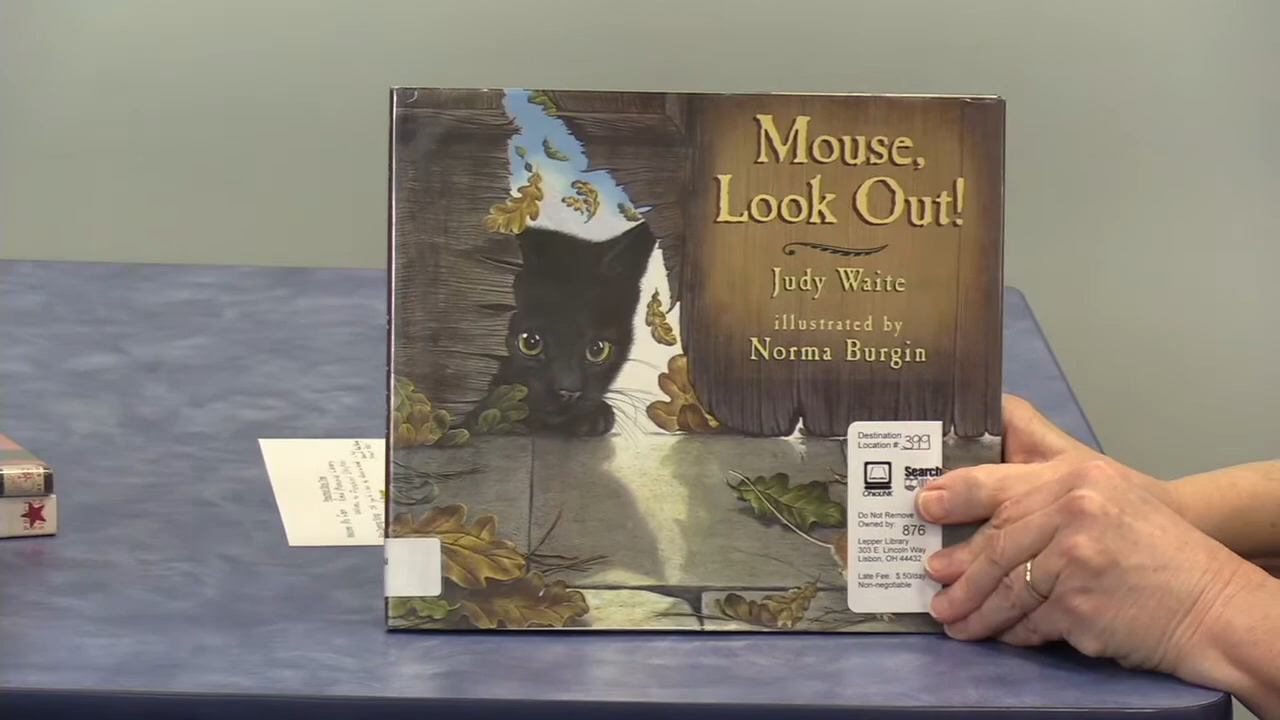 Mouse,
Look Out!
Judy Waite
illustrated by
Norma Burgin
Destination
Location #: 399
OhioLINK
Search
Do Not Remove
Owned by: 876
Lepper Library
303 E. Lincoln Way
Lisbon, OH 44432
Late Fee: $.50/day
Non-negotiable